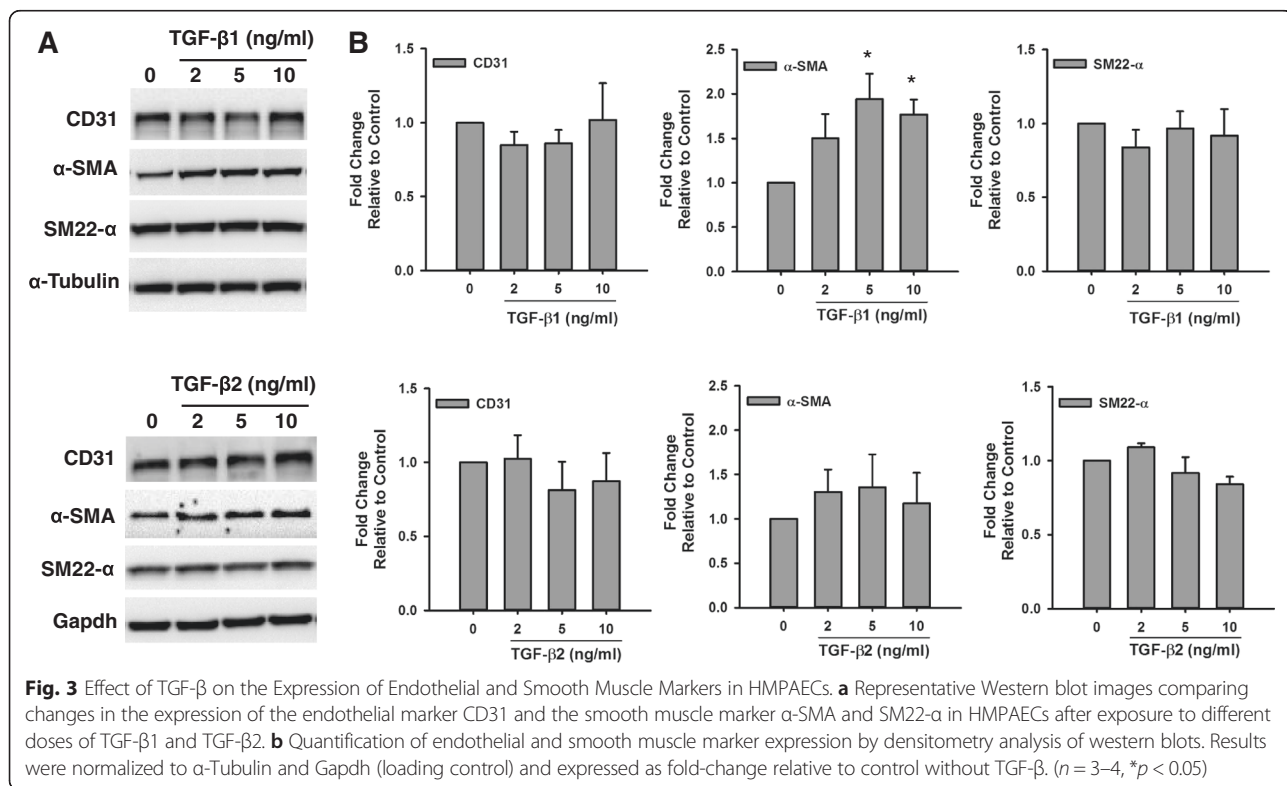 A
TGF-β1 (ng/ml)
0 2 5 10
CD31
α-SMA
SM22-α
α-Tubulin
TGF-β2 (ng/ml)
0 2 5 10
CD31
α-SMA
SM22-α
Gapdh
B
Fold Change
Relative to Control
1.5
1.0
0.5
0.0
CD31
0 2 5 10
TGF-β1 (ng/ml)
Fold Change
Relative to Control
2.5
2.0
1.5
1.0
0.5
0.0
α-SMA
* *
0 2 5 10
TGF-β1 (ng/ml)
Fold Change
Relative to Control
1.5
1.0
0.5
0.0
SM22-α
0 2 5 10
TGF-β1 (ng/ml)
Fold Change
Relative to Control
1.5
1.0
0.5
0.0
CD31
0 2 5 10
TGF-β2 (ng/ml)
Fold Change
Relative to Control
2.5
2.0
1.5
1.0
0.5
0.0
α-SMA
0 2 5 10
TGF-β2 (ng/ml)
Fold Change
Relative to Control
1.5
1.0
0.5
0.0
SM22-α
0 2 5 10
TGF-β2 (ng/ml)
Fig. 3 Effect of TGF-β on the Expression of Endothelial and Smooth Muscle Markers in HMPAECs. a Representative Western blot images comparing
changes in the expression of the endothelial marker CD31 and the smooth muscle marker α-SMA and SM22-α in HMPAECs after exposure to different
doses of TGF-β1 and TGF-β2. b Quantification of endothelial and smooth muscle marker expression by densitometry analysis of western blots. Results
were normalized to α-Tubulin and Gapdh (loading control) and expressed as fold-change relative to control without TGF-β. (n = 3–4, *p < 0.05)